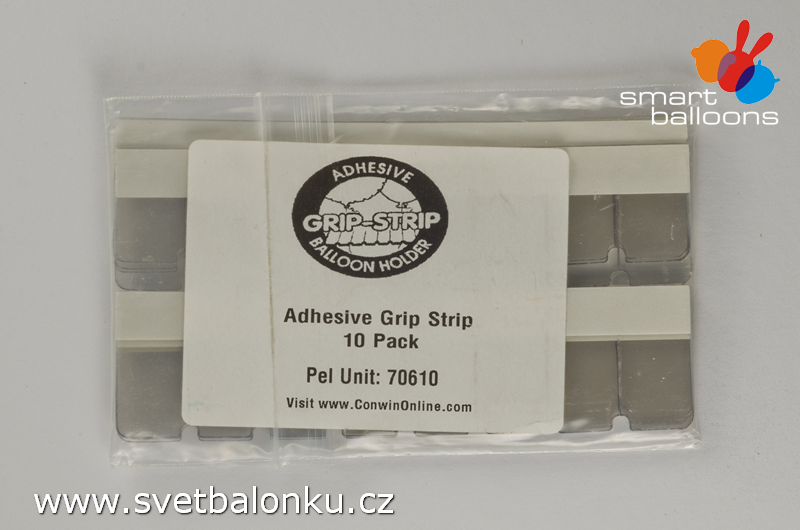 smart
balloons
ADHESIVE
GRIP-STRIP
BALLOON HOLDER
Adhesive Grip Strip
10 Pack
Pel Unit: 70610
Visit www.ConwinOnline.com
www.svetbalonku.cz